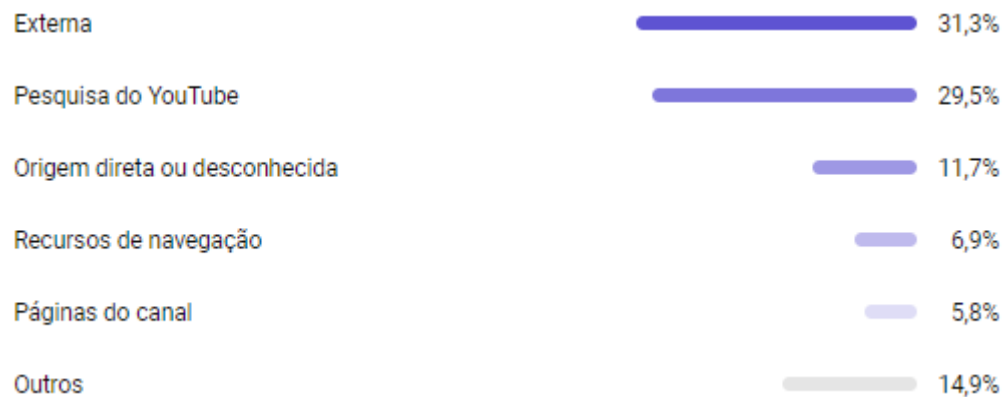 Externa 31,3%
Pesquisa do YouTube 29,5%
Origem direta ou desconhecida 11,7%
Recursos de navegação 6,9%
Páginas do canal 5,8%
Outros 14,9%